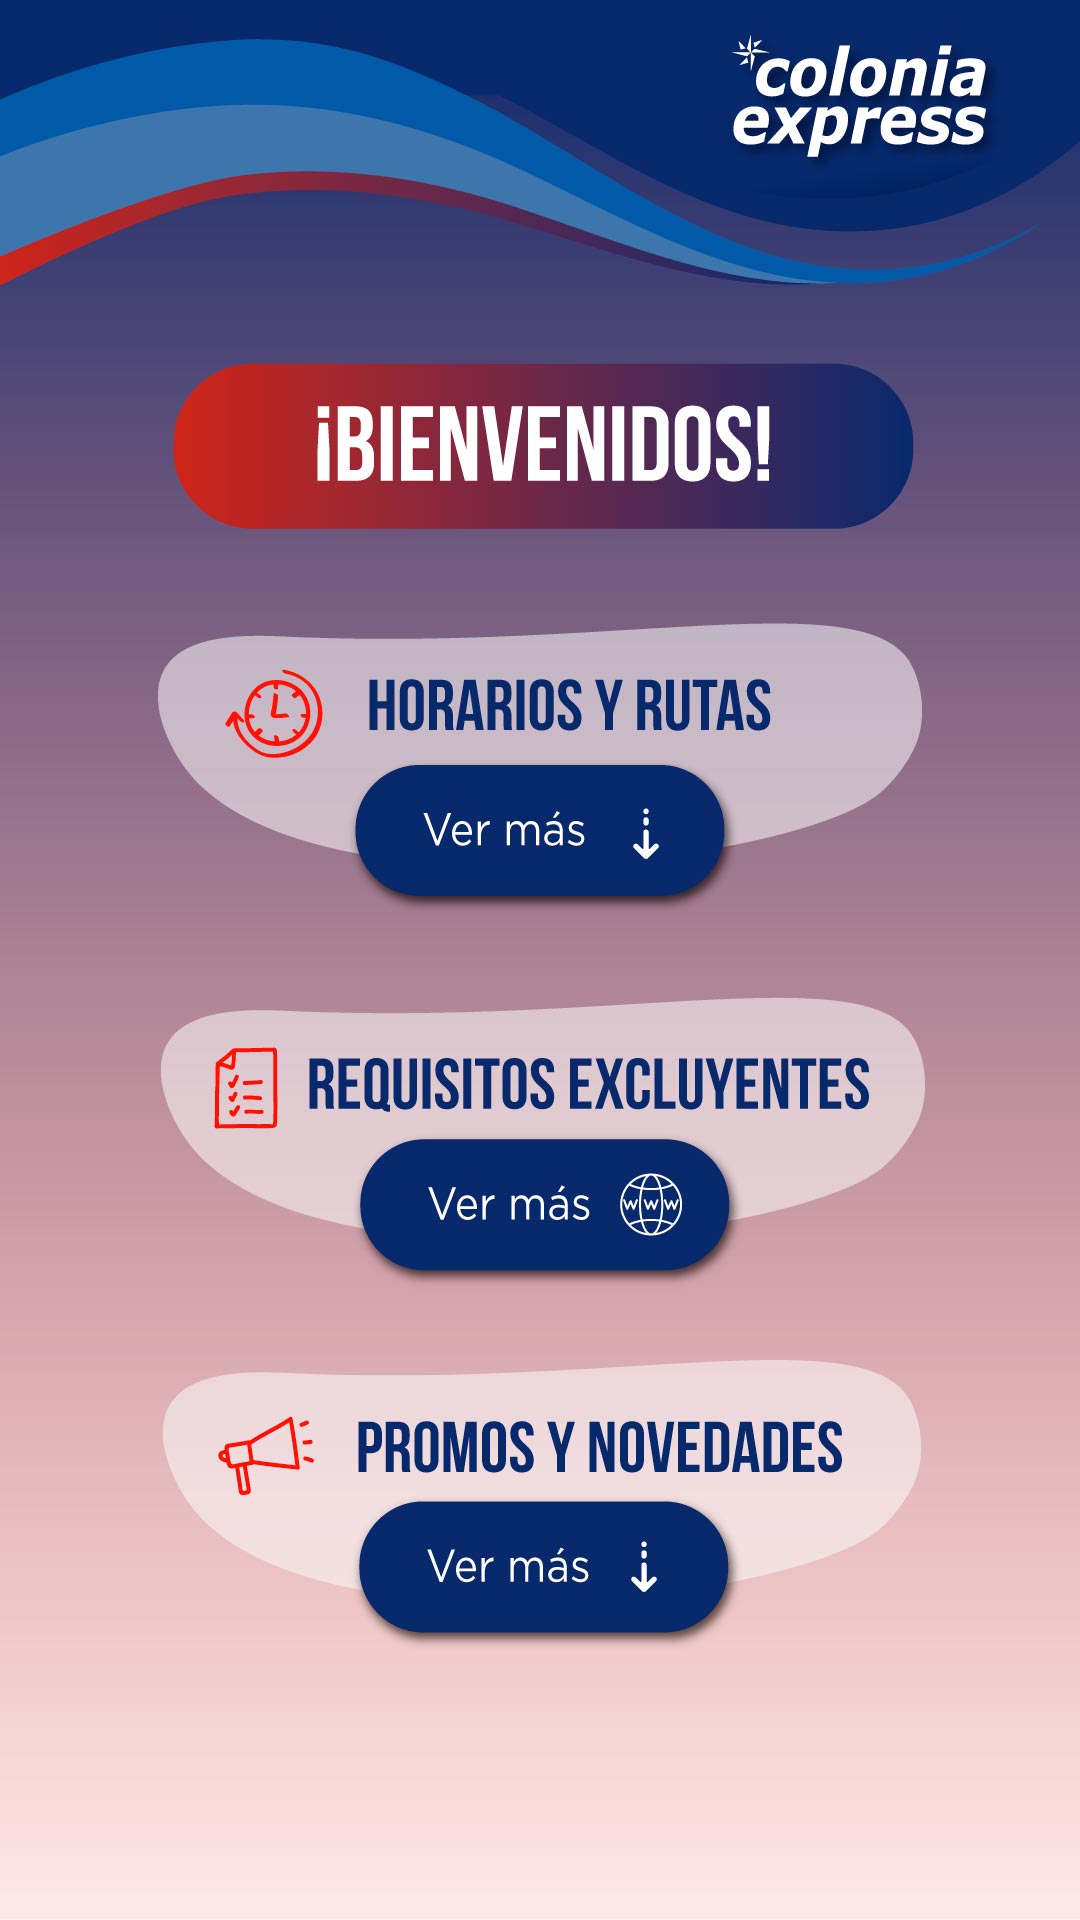 colonia
express
¡BIENVENIDOS!
HORARIOS Y RUTAS
Ver más
REQUISITOS EXCLUYENTES
Ver más
WWW
PROMOS Y NOVEDADES
Ver más